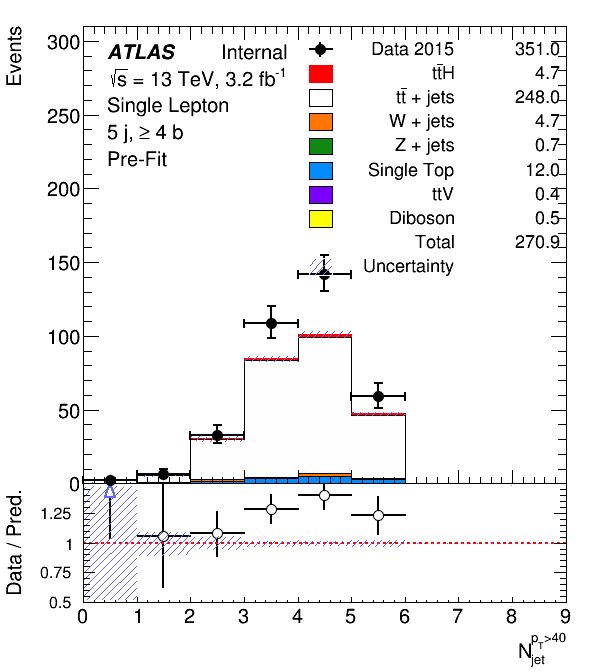 Events
300
250
200
150
100
50
0
ATLAS Internal
√s = 13 TeV, 3.2 fb⁻¹
Single Lepton
5 j, ≥ 4 b
Pre-Fit
Data 2015 351.0
tt̄H 4.7
tt̄ + jets 248.0
W + jets 4.7
Z + jets 0.7
Single Top 12.0
ttV 0.4
Diboson 0.5
Total 270.9
Uncertainty
Data / Pred.
1.25
1
0.75
0.5
0 1 2 3 4 5 6 7 8 9
N_jet^{p_T>40}